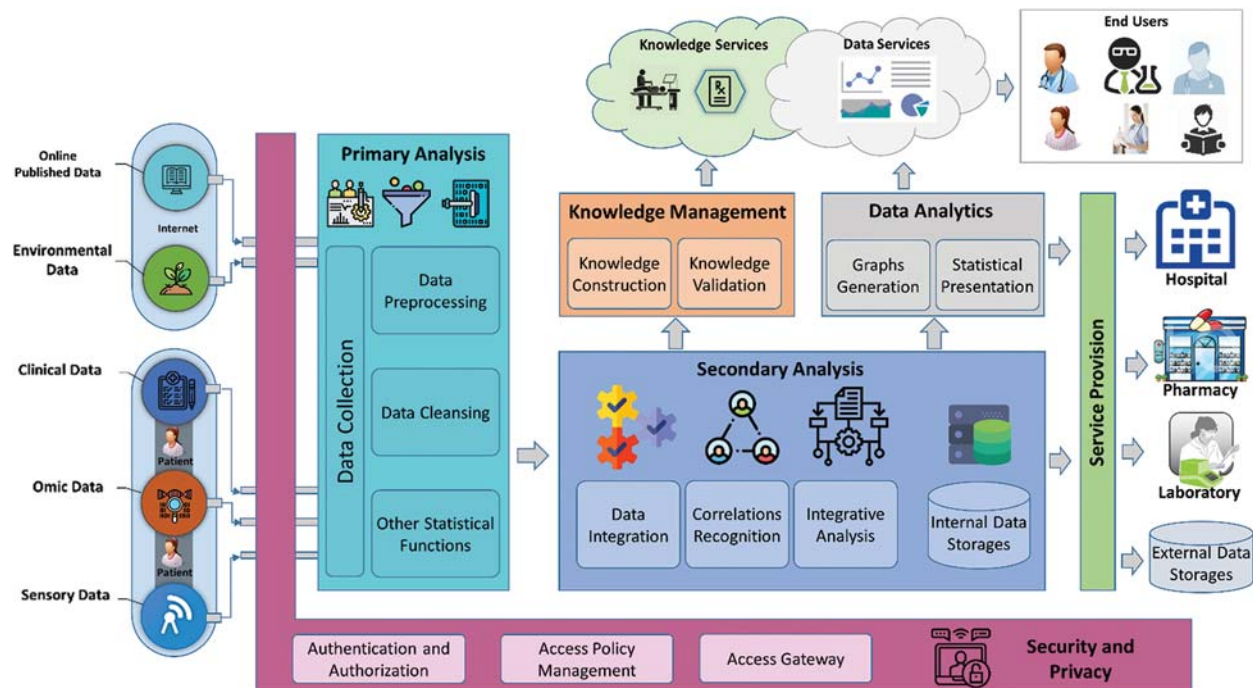 Knowledge Services
Data Services
End Users
Online
Published Data
Internet
Environmental
Data
Clinical Data
Patient
Omic Data
Patient
Sensory Data
Primary Analysis
Data Collection
Data
Preprocessing
Data Cleansing
Other Statistical
Functions
Knowledge Management
Knowledge
Construction
Knowledge
Validation
Data Analytics
Graphs
Generation
Statistical
Presentation
Secondary Analysis
Data
Integration
Correlations
Recognition
Integrative
Analysis
Internal Data
Storages
Service Provision
Hospital
Pharmacy
Laboratory
External Data
Storages
Authentication and
Authorization
Access Policy
Management
Access Gateway
Security and
Privacy